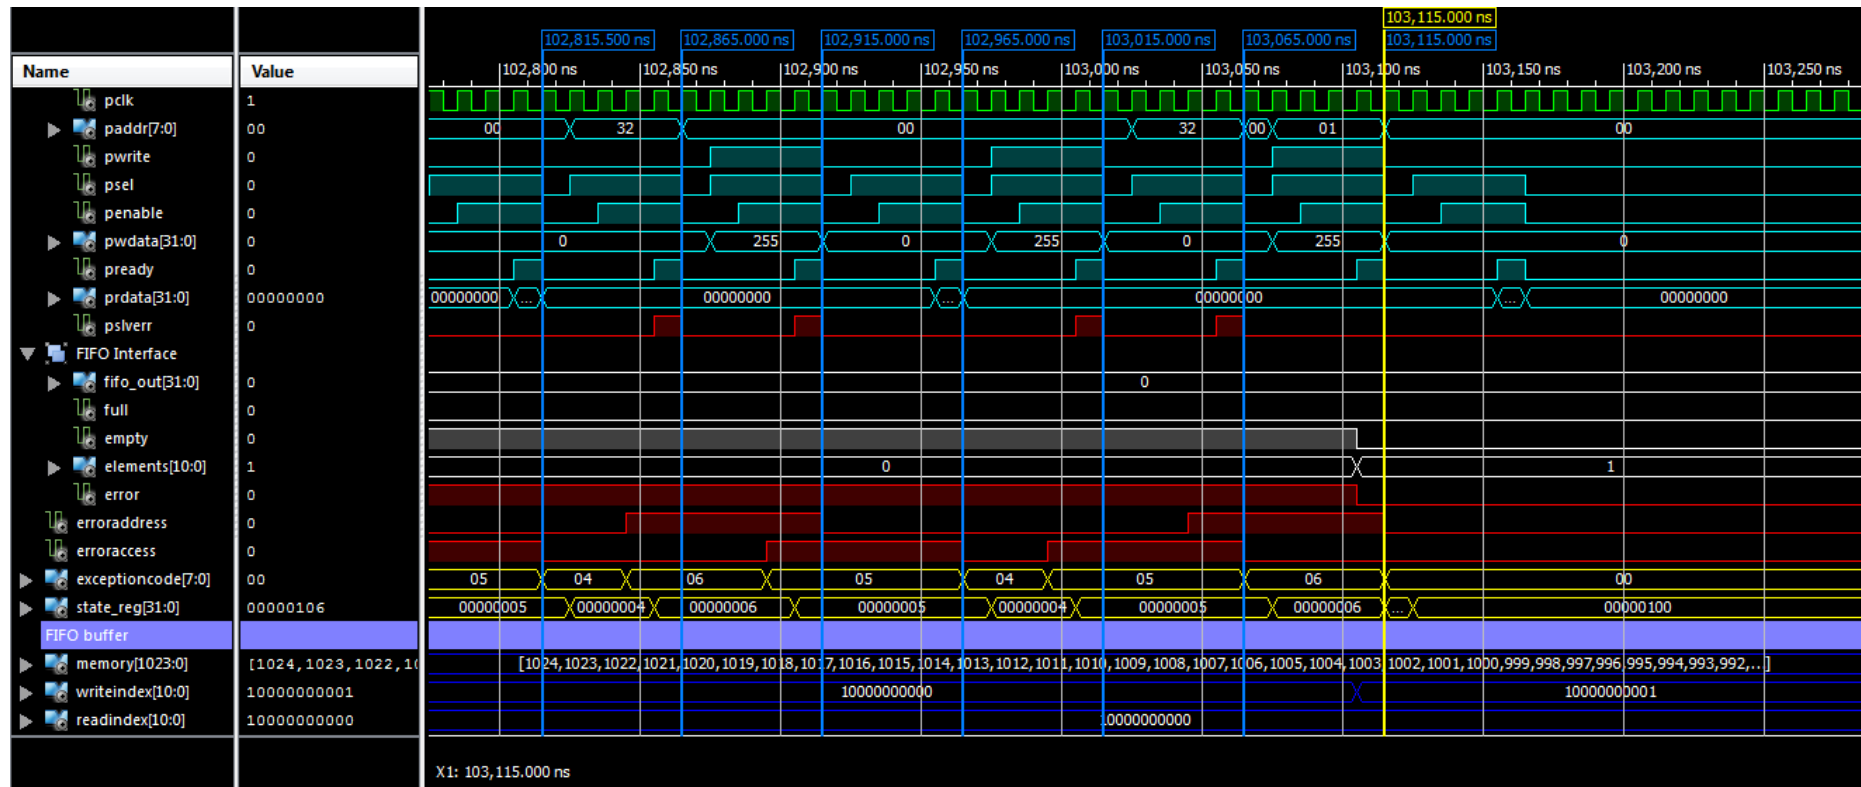 103,115.000 ns
102,815.500 ns 102,865.000 ns 102,915.000 ns 102,965.000 ns 103,015.000 ns 103,065.000 ns 103,115.000 ns
Name Value 102,800 ns 102,850 ns 102,900 ns 102,950 ns 103,000 ns 103,050 ns 103,100 ns 103,150 ns 103,200 ns 103,250 ns
pclk 1
paddr[7:0] 00 00 32 00 32 00 01 00
pwrite 0
psel 0
penable 0
pwdata[31:0] 0 0 255 0 255 0 255 0
pready 0
prdata[31:0] 00000000 00000000 ... 00000000 ... 00000000 ... 00000000
pslverr 0
FIFO Interface
fifo_out[31:0] 0 0
full 0
empty 0
elements[10:0] 1 0 1
error 0
erroraddress 0
erroraccess 0
exceptioncode[7:0] 00 05 04 06 05 04 05 06 00
state_reg[31:0] 00000106 00000005 00000004 00000006 00000005 00000004 00000005 00000006 ... 00000100
FIFO buffer
memory[1023:0] [1024,1023,1022,10 [1024,1023,1022,1021,1020,1019,1018,1017,1016,1015,1014,1013,1012,1011,1010,1009,1008,1007,1006,1005,1004,1003,1002,1001,1000,999,998,997,996,995,994,993,992,...]
writeindex[10:0] 10000000001 10000000000 10000000001
readindex[10:0] 10000000000 10000000000
X1: 103,115.000 ns